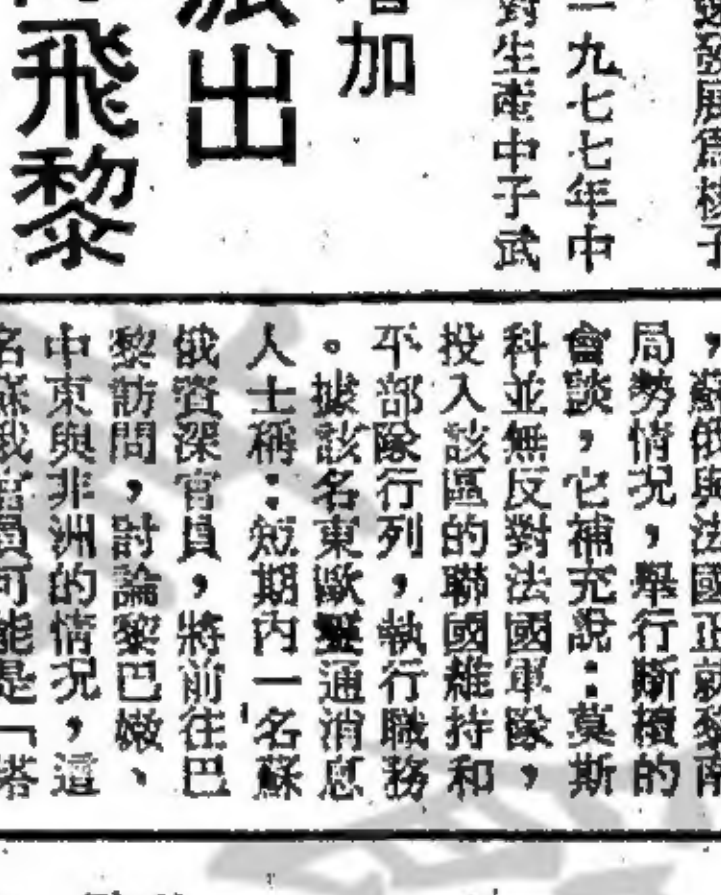 展為核子
一九七七年中
對生產中子武
增加
派出
飛黎
，蘇俄與法國正就黎南
局勢情況，舉行斷續的
會談，它補充說：莫斯
科並無反對法國軍隊，
投入該區的聯國維持和
平部隊行列，執行職務
。據該名東歐靈通消息
人士稱：短期內一名蘇
俄資深官員，將前往巴
黎訪問，討論黎巴嫩、
中東與非洲的情況，這
名蘇俄官員可能是「塔